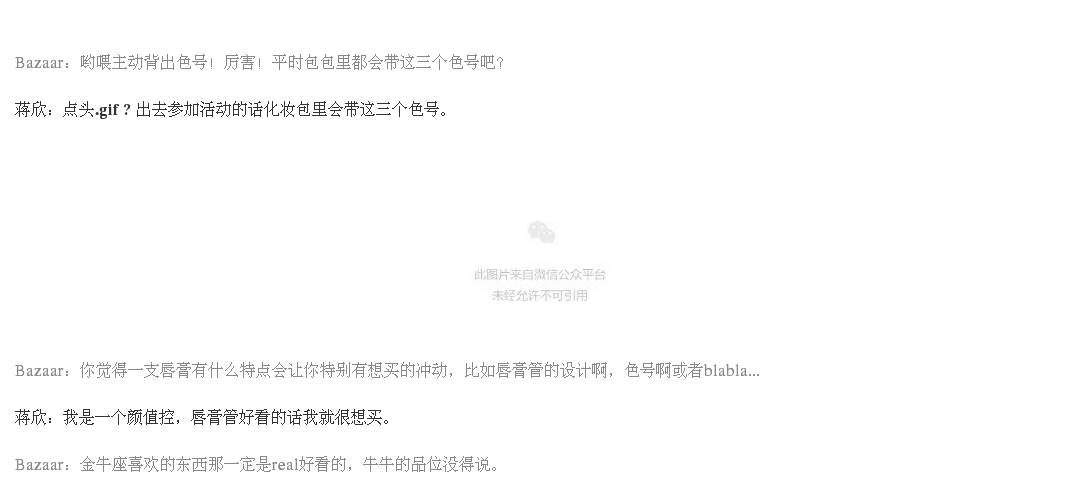 Bazaar：哟喂主动背出色号！厉害！平时包包里都会带这三个色号吧？
蒋欣：点头.gif ? 出去参加活动的话化妆包里会带这三个色号。
此图片来自微信公众平台
未经允许不可引用
Bazaar：你觉得一支唇膏有什么特点会让你特别有想买的冲动，比如唇膏管的设计啊，色号啊或者blabla...
蒋欣：我是一个颜值控，唇膏管好看的话我就很想买。
Bazaar：金牛座喜欢的东西那一定是real好看的，牛牛的品位没得说。